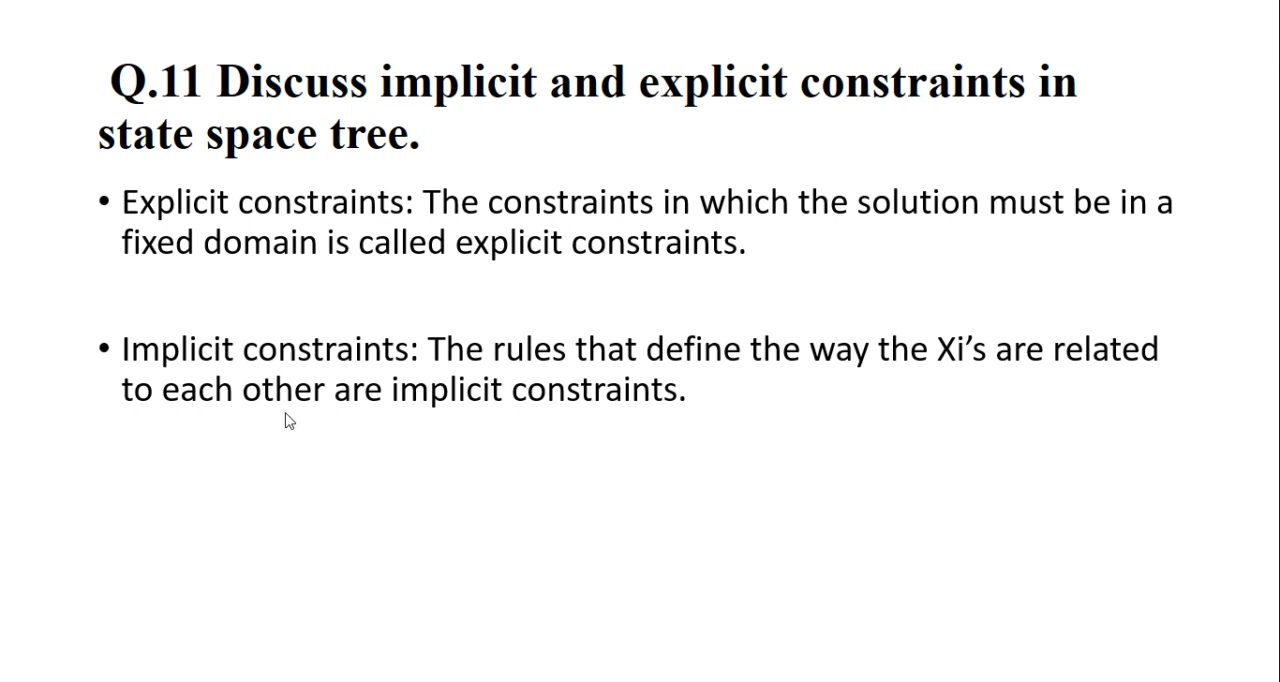 Q.11 Discuss implicit and explicit constraints in
state space tree.
• Explicit constraints: The constraints in which the solution must be in a
fixed domain is called explicit constraints.
• Implicit constraints: The rules that define the way the Xi’s are related
to each other are implicit constraints.